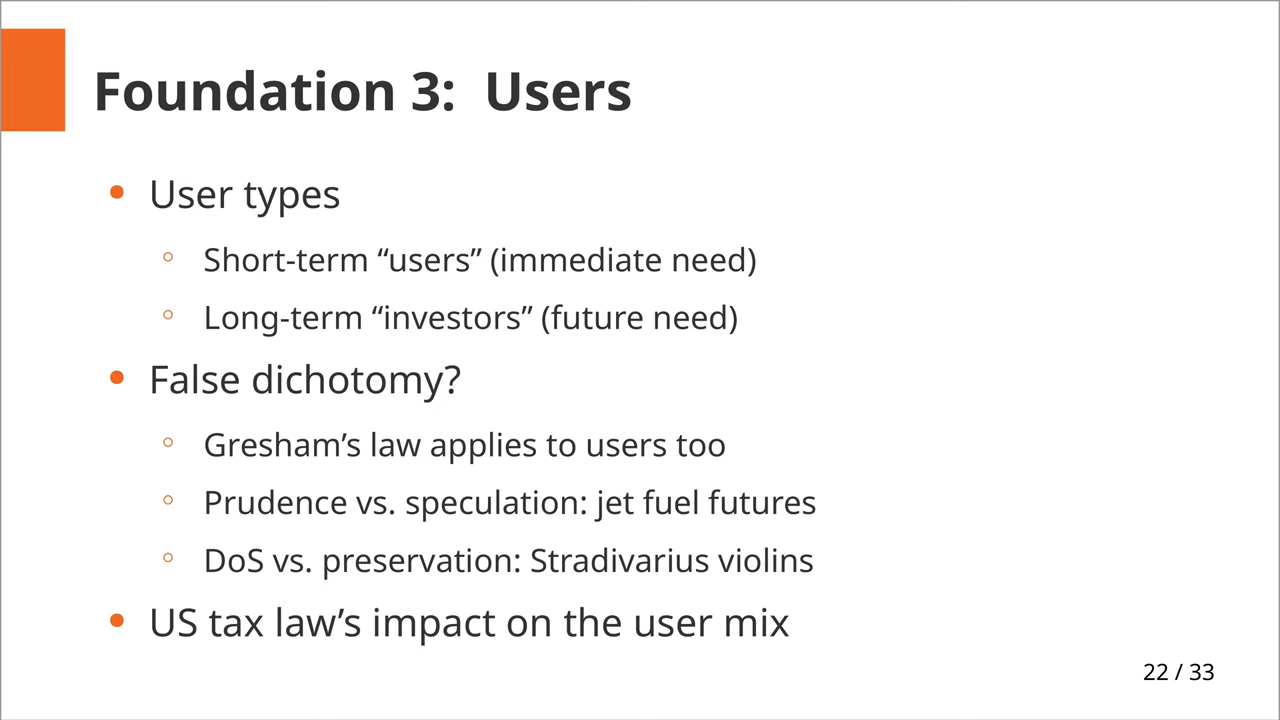 Foundation 3: Users
• User types
○ Short-term “users” (immediate need)
○ Long-term “investors” (future need)
• False dichotomy?
○ Gresham’s law applies to users too
○ Prudence vs. speculation: jet fuel futures
○ DoS vs. preservation: Stradivarius violins
• US tax law’s impact on the user mix
22 / 33